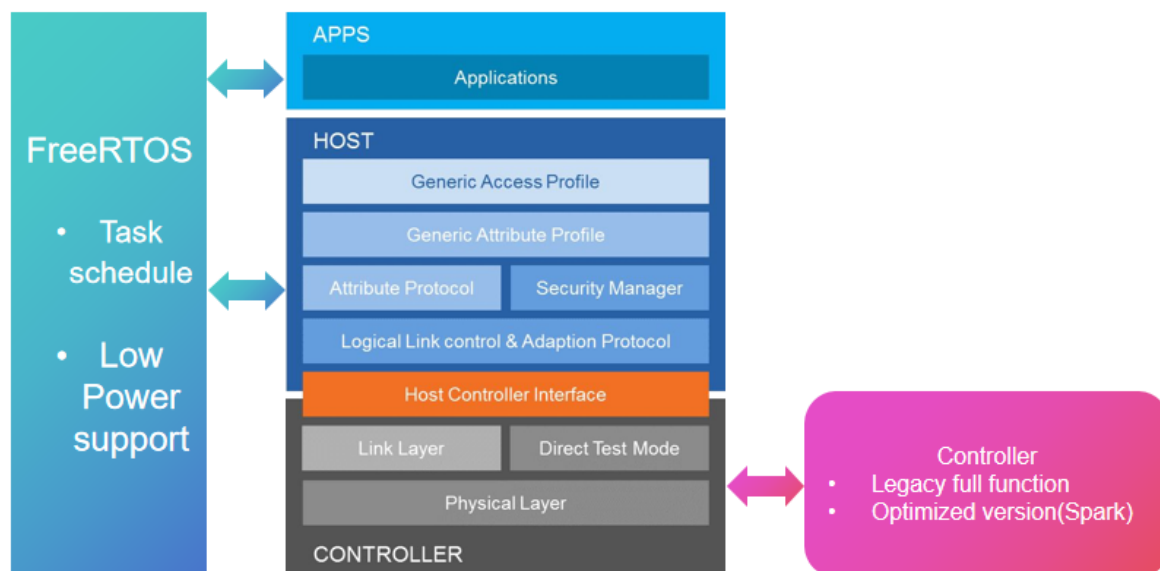 FreeRTOS
• Task
schedule
• Low
Power
support
APPS
Applications
HOST
Generic Access Profile
Generic Attribute Profile
Attribute Protocol
Security Manager
Logical Link control & Adaption Protocol
Host Controller Interface
Link Layer
Direct Test Mode
Physical Layer
CONTROLLER
Controller
• Legacy full function
• Optimized version(Spark)